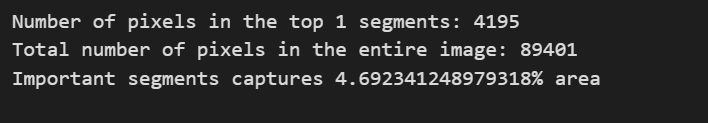 Number of pixels in the top 1 segments: 4195
Total number of pixels in the entire image: 89401
Important segments captures 4.692341248979318% area